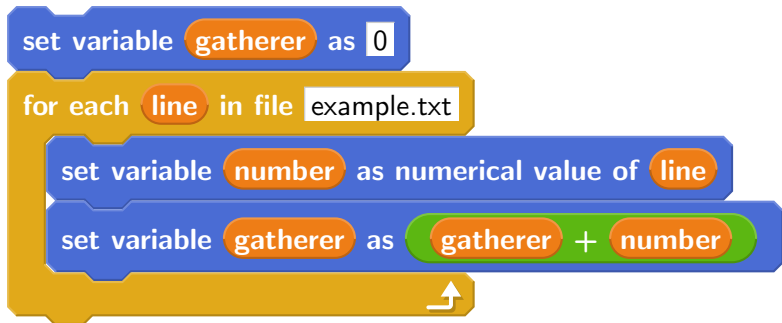 set variable gatherer as 0
for each line in file example.txt
set variable number as numerical value of line
set variable gatherer as gatherer + number